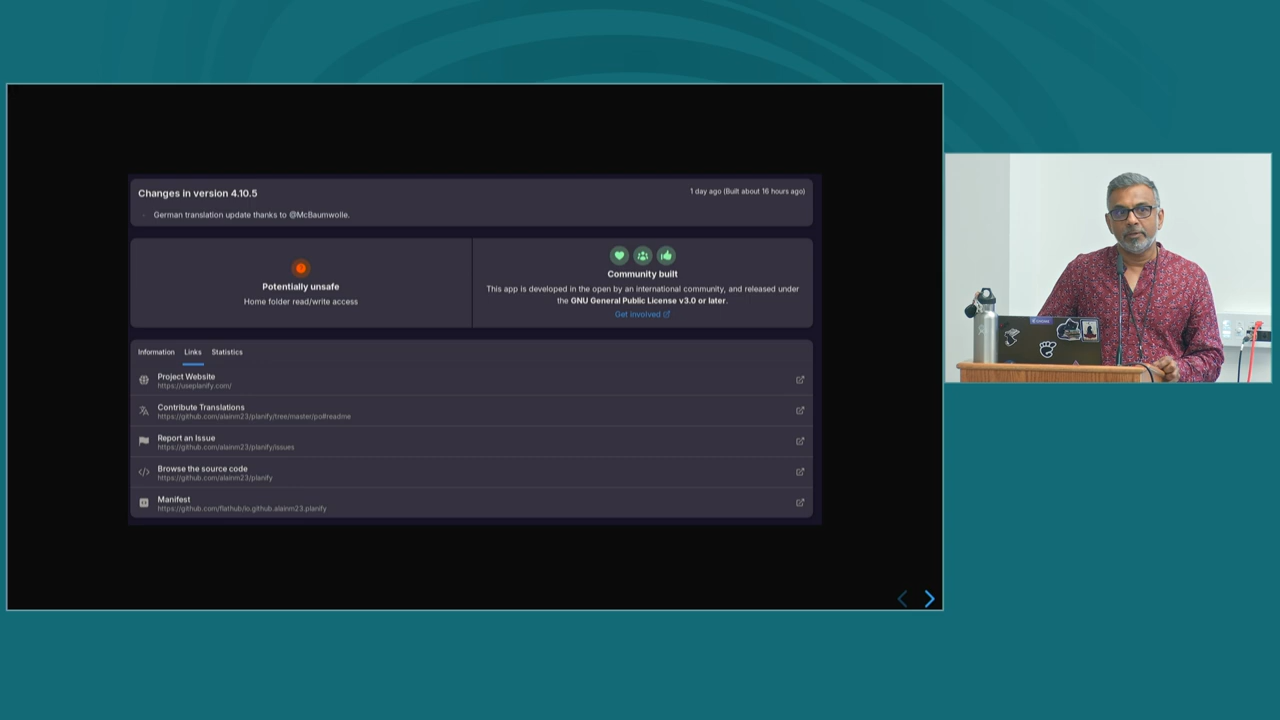 Changes in version 4.10.5
1 day ago (Built about 16 hours ago)
German translation update thanks to @McBaumwolle.
Potentially unsafe
Home folder read/write access
Community built
This app is developed in the open by an international community, and released under
the GNU General Public License v3.0 or later.
Get involved
Information Links Statistics
Project Website
https://useplanify.com/
Contribute Translations
https://github.com/alainm23/planify/tree/master/po#readme
Report an Issue
https://github.com/alainm23/planify/issues
Browse the source code
https://github.com/alainm23/planify
Manifest
https://github.com/flathub/io.github.alainm23.planify